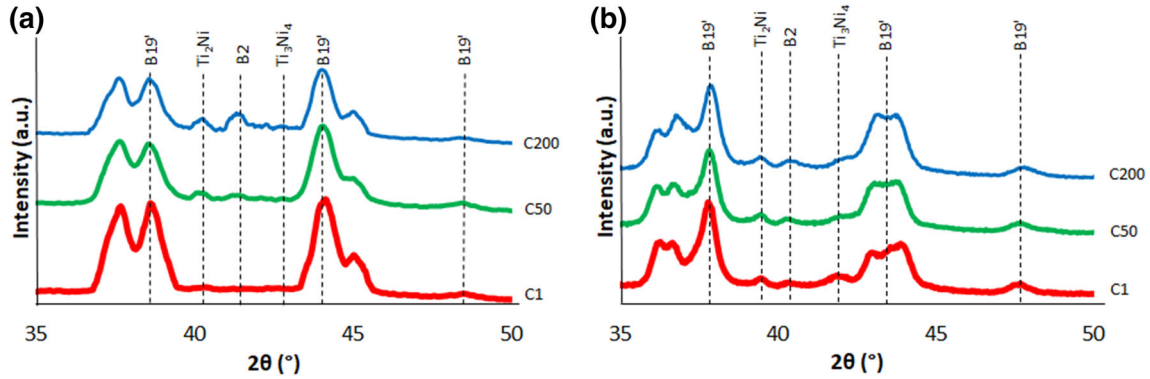 (a)
B19'
Ti₂Ni
B2
Ti₃Ni₄
B19'
B19'
Intensity (a.u.)
C200
C50
C1
35
40
45
50
2θ (°)
(b)
B19'
Ti₂Ni
B2
Ti₃Ni₄
B19'
B19'
Intensity (a.u.)
C200
C50
C1
35
40
45
50
2θ (°)